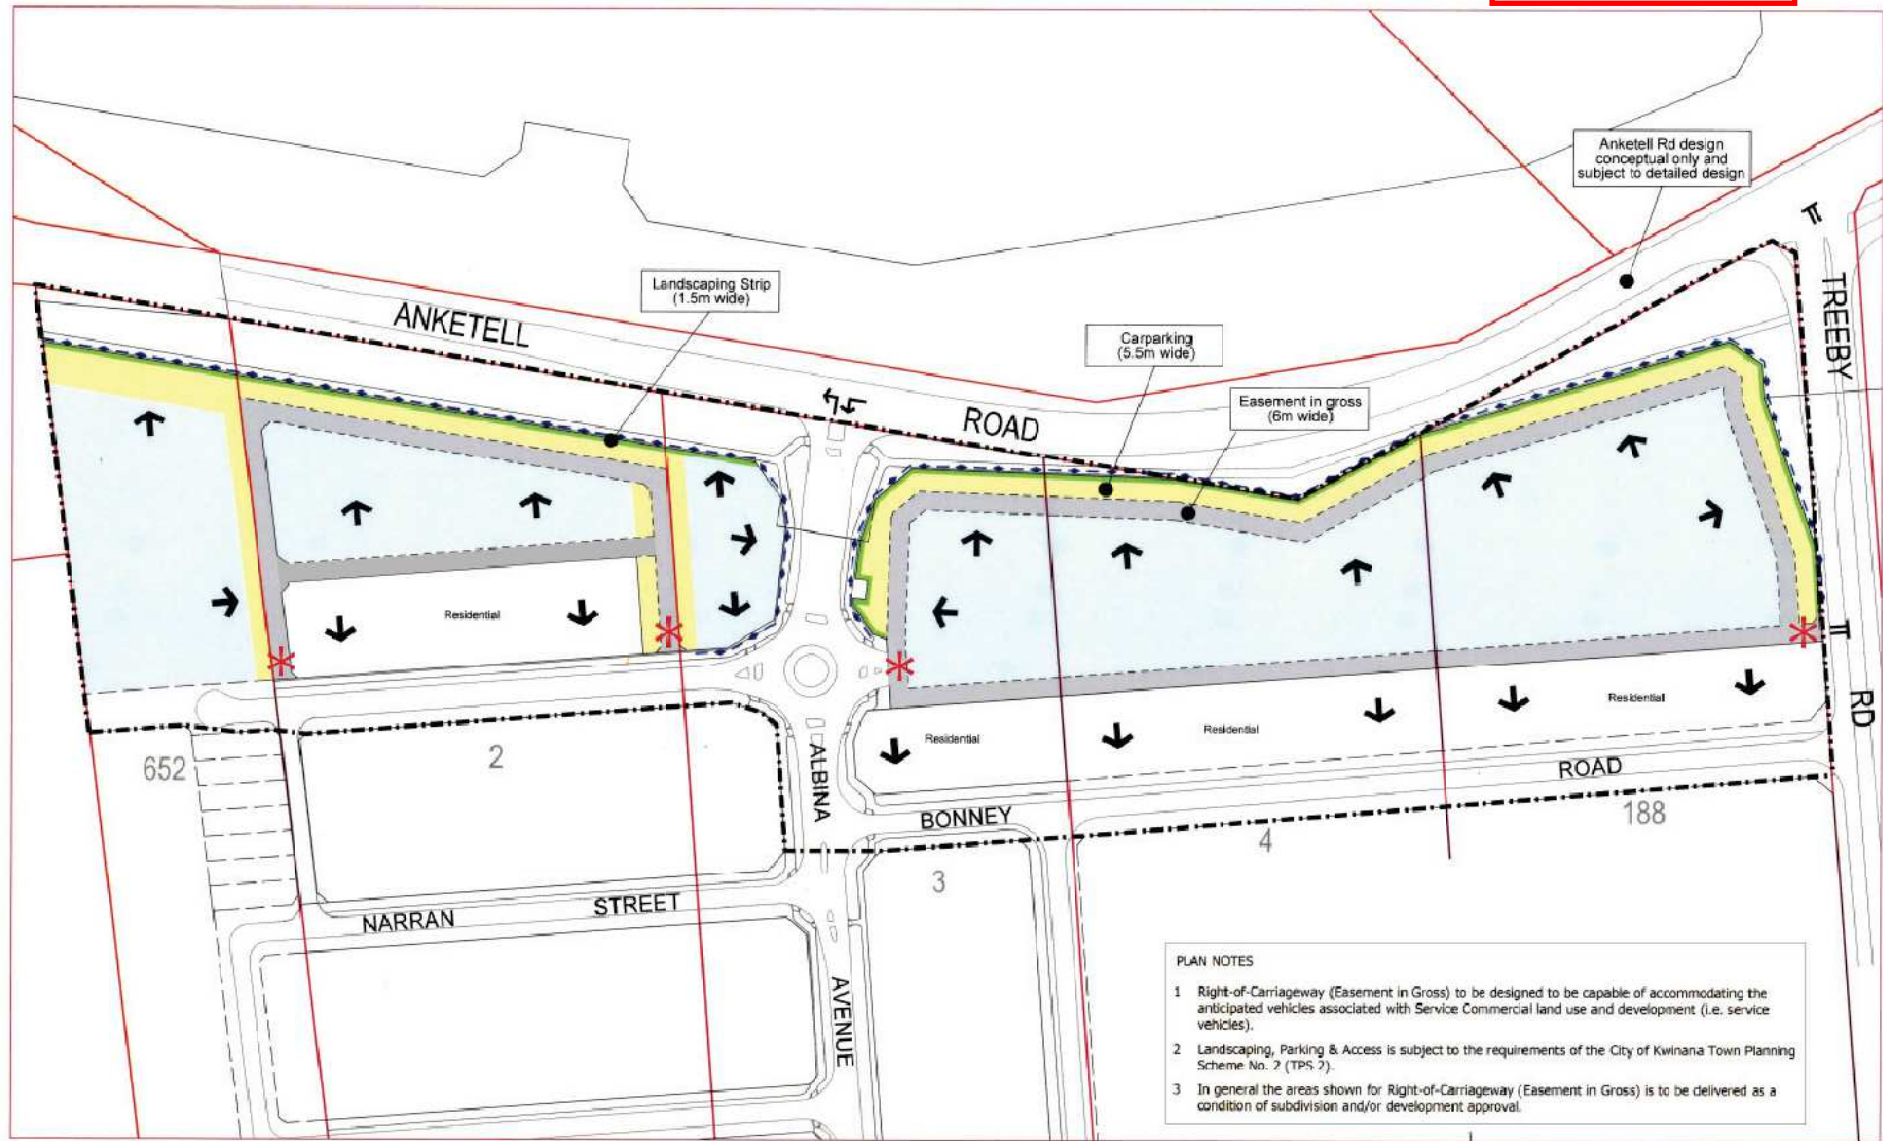 Anketell Rd design
conceptual only and
subject to detailed design
Landscaping Strip
(1.5m wide)
ANKETELL
ROAD
Carparking
(5.5m wide)
Easement in gross
(6m wide)
TREEBY
RD
Residential
Residential
Residential
Residential
652
2
ALBINA
AVENUE
BONNEY
ROAD
188
4
3
NARRAN
STREET
PLAN NOTES
1 Right-of-Carriageway (Easement in Gross) to be designed to be capable of accommodating the
anticipated vehicles associated with Service Commercial land use and development (i.e. service
vehicles).
2 Landscaping, Parking & Access is subject to the requirements of the City of Kwinana Town Planning
Scheme No. 2 (TPS 2).
3 In general the areas shown for Right-of-Carriageway (Easement in Gross) is to be delivered as a
condition of subdivision and/or development approval.